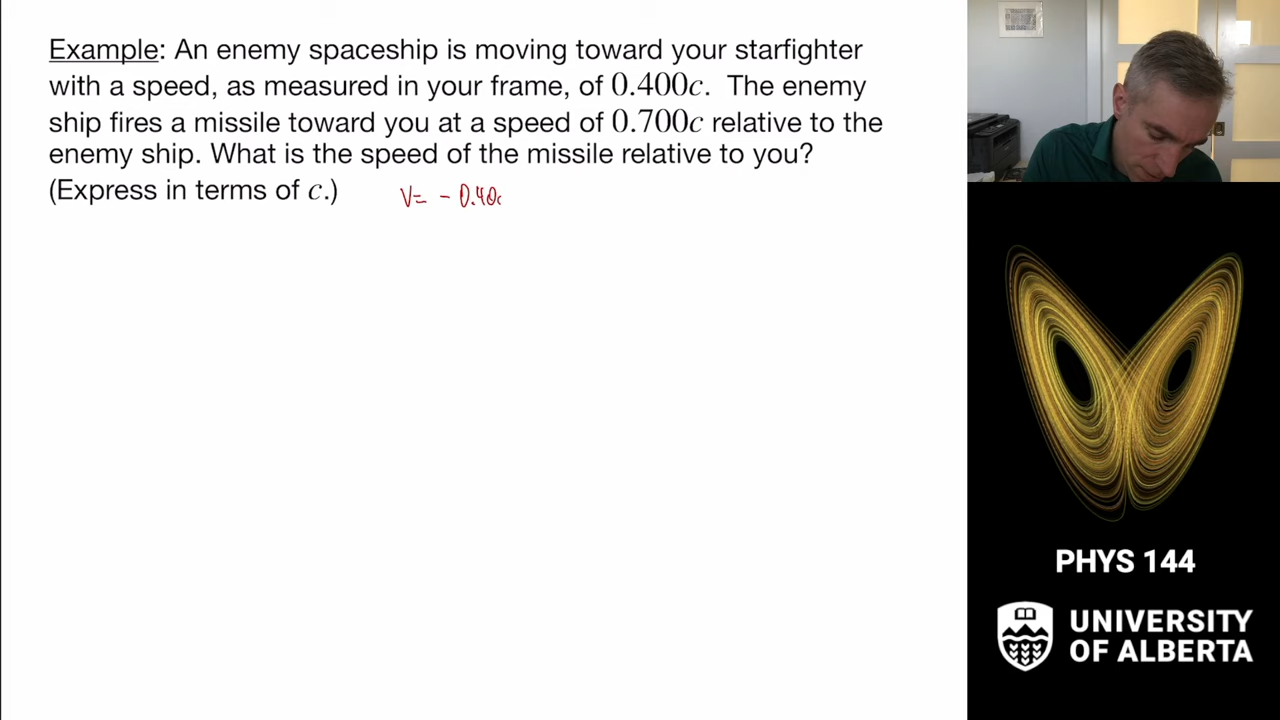 Example: An enemy spaceship is moving toward your starfighter
with a speed, as measured in your frame, of 0.400c. The enemy
ship fires a missile toward you at a speed of 0.700c relative to the
enemy ship. What is the speed of the missile relative to you?
(Express in terms of c.) V= - 0.40c
PHYS 144
UNIVERSITY
OF ALBERTA